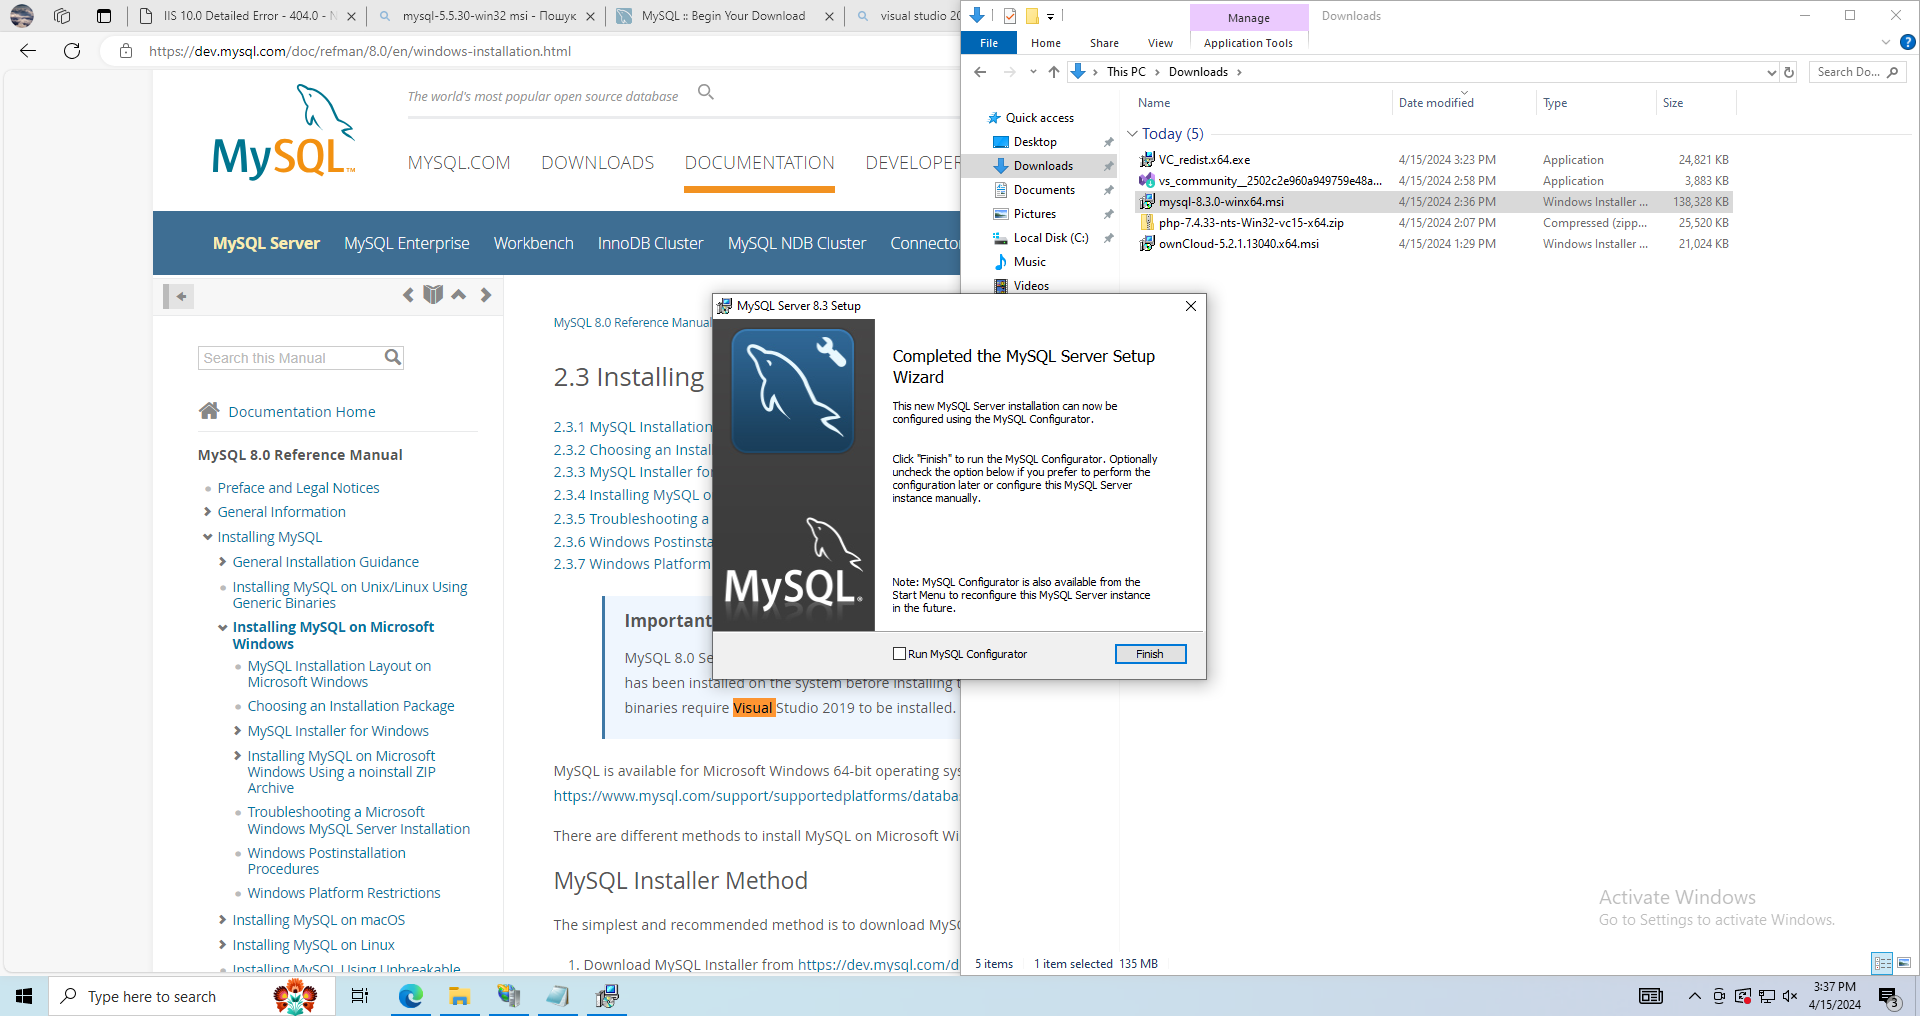 IIS 10.0 Detailed Error - 404.0 - N
mysql-5.5.30-win32 msi - Пошук
MySQL :: Begin Your Download
visual studio 20
https://dev.mysql.com/doc/refman/8.0/en/windows-installation.html
MySQL™
The world's most popular open source database
MYSQL.COM
DOWNLOADS
DOCUMENTATION
DEVELOPER
MySQL Server
MySQL Enterprise
Workbench
InnoDB Cluster
MySQL NDB Cluster
Connector
Search this Manual
Documentation Home
MySQL 8.0 Reference Manual
Preface and Legal Notices
General Information
Installing MySQL
General Installation Guidance
Installing MySQL on Unix/Linux Using
Generic Binaries
Installing MySQL on Microsoft
Windows
MySQL Installation Layout on
Microsoft Windows
Choosing an Installation Package
MySQL Installer for Windows
Installing MySQL on Microsoft
Windows Using a noinstall ZIP
Archive
Troubleshooting a Microsoft
Windows MySQL Server Installation
Windows Postinstallation
Procedures
Windows Platform Restrictions
Installing MySQL on macOS
Installing MySQL on Linux
Installing MySQL Using Unbreakable
MySQL 8.0 Reference Manual
2.3 Installing
2.3.1 MySQL Installation
2.3.2 Choosing an Instal
2.3.3 MySQL Installer fo
2.3.4 Installing MySQL o
2.3.5 Troubleshooting a
2.3.6 Windows Postinsta
2.3.7 Windows Platform
Important
MySQL 8.0 Se
has been installed on the system before installing t
binaries require Visual Studio 2019 to be installed.
MySQL is available for Microsoft Windows 64-bit operating sys
https://www.mysql.com/support/supportedplatforms/databas
There are different methods to install MySQL on Microsoft Wi
MySQL Installer Method
The simplest and recommended method is to download MySQ
1. Download MySQL Installer from https://dev.mysql.com/d
Manage
Downloads
File
Home
Share
View
Application Tools
This PC
Downloads
Search Do...
Name
Date modified
Type
Size
Quick access
Desktop
Downloads
Documents
Pictures
Local Disk (C:)
Music
Videos
Today (5)
VC_redist.x64.exe 4/15/2024 3:23 PM Application 24,821 KB
vs_community__2502c2e960a949759e48a... 4/15/2024 2:58 PM Application 3,883 KB
mysql-8.3.0-winx64.msi 4/15/2024 2:36 PM Windows Installer ... 138,328 KB
php-7.4.33-nts-Win32-vc15-x64.zip 4/15/2024 2:07 PM Compressed (zipp... 25,520 KB
ownCloud-5.2.1.13040.x64.msi 4/15/2024 1:29 PM Windows Installer ... 21,024 KB
MySQL Server 8.3 Setup
MySQL®
Completed the MySQL Server Setup
Wizard
This new MySQL Server installation can now be
configured using the MySQL Configurator.
Click "Finish" to run the MySQL Configurator. Optionally
uncheck the option below if you prefer to perform the
configuration later or configure this MySQL Server
instance manually.
Note: MySQL Configurator is also available from the
Start Menu to reconfigure this MySQL Server instance
in the future.
Run MySQL Configurator
Finish
Activate Windows
Go to Settings to activate Windows.
5 items
1 item selected 135 MB
Type here to search
3:37 PM
4/15/2024
3